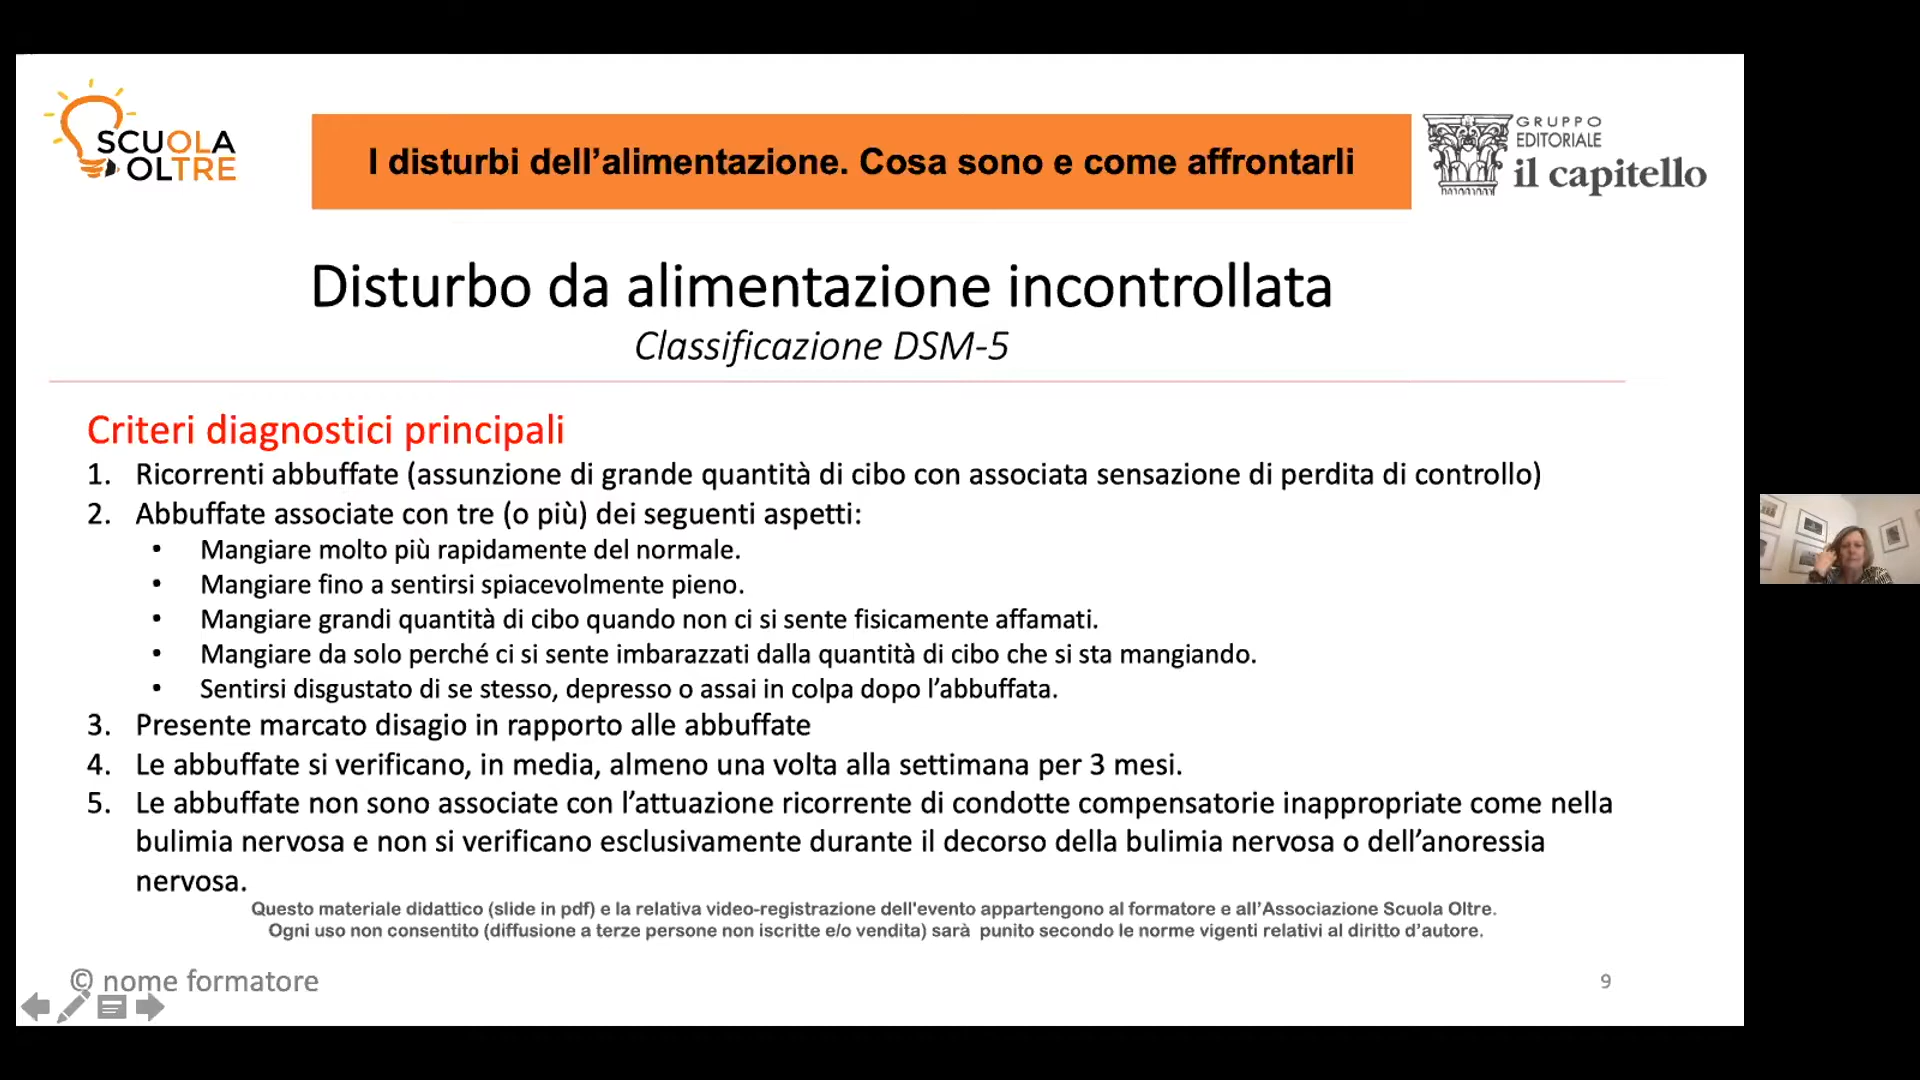 SCUOLA
OLTRE
I disturbi dell’alimentazione. Cosa sono e come affrontarli
GRUPPO
EDITORIALE
il capitello
Disturbo da alimentazione incontrollata
Classificazione DSM-5
Criteri diagnostici principali
1. Ricorrenti abbuffate (assunzione di grande quantità di cibo con associata sensazione di perdita di controllo)
2. Abbuffate associate con tre (o più) dei seguenti aspetti:
• Mangiare molto più rapidamente del normale.
• Mangiare fino a sentirsi spiacevolmente pieno.
• Mangiare grandi quantità di cibo quando non ci si sente fisicamente affamati.
• Mangiare da solo perché ci si sente imbarazzati dalla quantità di cibo che si sta mangiando.
• Sentirsi disgustato di se stesso, depresso o assai in colpa dopo l’abbuffata.
3. Presente marcato disagio in rapporto alle abbuffate
4. Le abbuffate si verificano, in media, almeno una volta alla settimana per 3 mesi.
5. Le abbuffate non sono associate con l’attuazione ricorrente di condotte compensatorie inappropriate come nella
bulimia nervosa e non si verificano esclusivamente durante il decorso della bulimia nervosa o dell’anoressia
nervosa.
Questo materiale didattico (slide in pdf) e la relativa video-registrazione dell'evento appartengono al formatore e all’Associazione Scuola Oltre.
Ogni uso non consentito (diffusione a terze persone non iscritte e/o vendita) sarà punito secondo le norme vigenti relativi al diritto d’autore.
© nome formatore
9